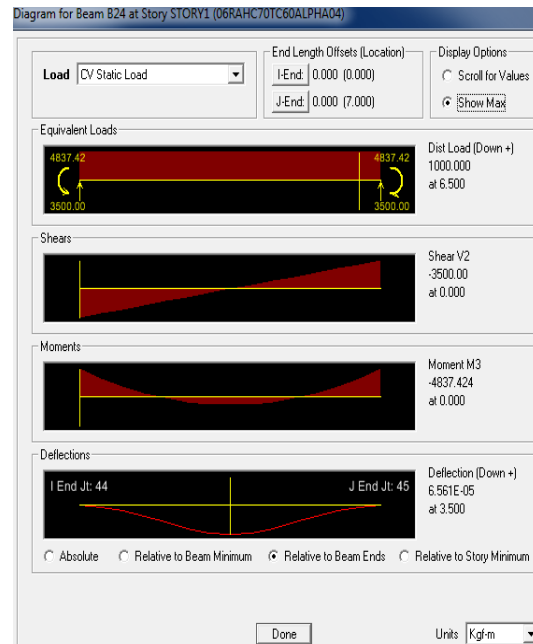 Diagram for Beam B24 at Story STORY1 (06RAHC70TC60ALPHA04)
Load CV Static Load
End Length Offsets (Location)
I-End: 0.000 (0.000)
J-End: 0.000 (7.000)
Display Options
Scroll for Values
Show Max
Equivalent Loads
4837.42 4837.42
3500.00 3500.00
Dist Load (Down +)
1000.000
at 6.500
Shears
Shear V2
-3500.00
at 0.000
Moments
Moment M3
-4837.424
at 0.000
Deflections
I End Jt: 44 J End Jt: 45
Deflection (Down +)
6.561E-05
at 3.500
Absolute Relative to Beam Minimum Relative to Beam Ends Relative to Story Minimum
Done Units Kgf-m